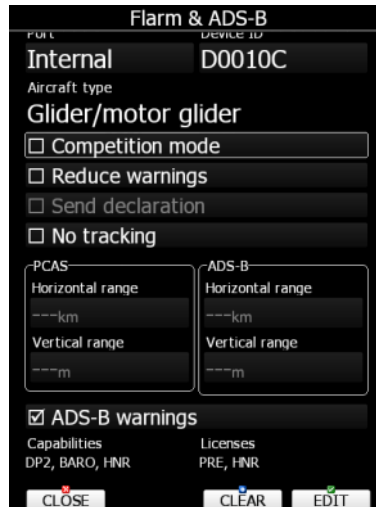 Flarm & ADS-B
Port Device ID
Internal D0010C
Aircraft type
Glider/motor glider
Competition mode
Reduce warnings
Send declaration
No tracking
PCAS ADS-B
Horizontal range Horizontal range
---km ---km
Vertical range Vertical range
---m ---m
ADS-B warnings
Capabilities Licenses
DP2, BARO, HNR PRE, HNR
CLOSE CLEAR EDIT